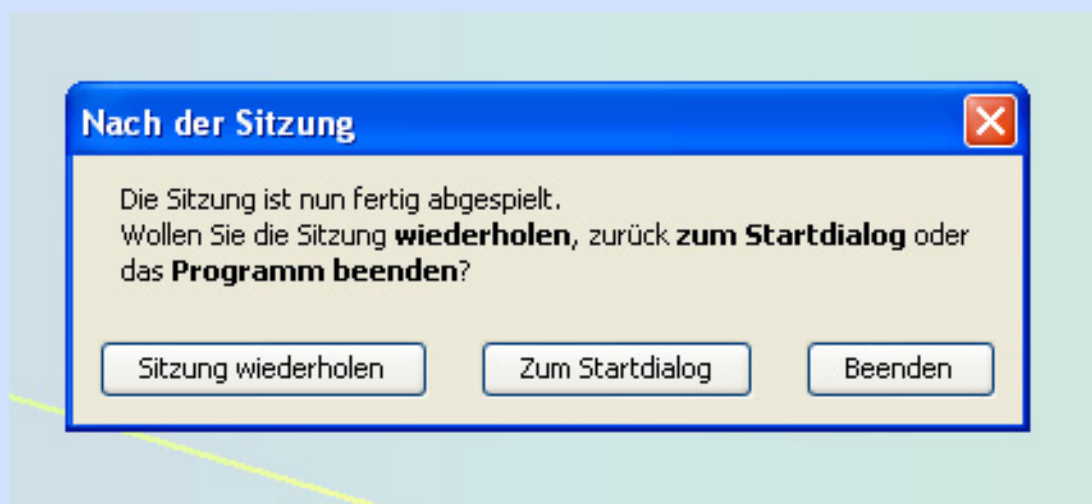 Nach der Sitzung
Die Sitzung ist nun fertig abgespielt.
Wollen Sie die Sitzung wiederholen, zurück zum Startdialog oder
das Programm beenden?
Sitzung wiederholen Zum Startdialog Beenden